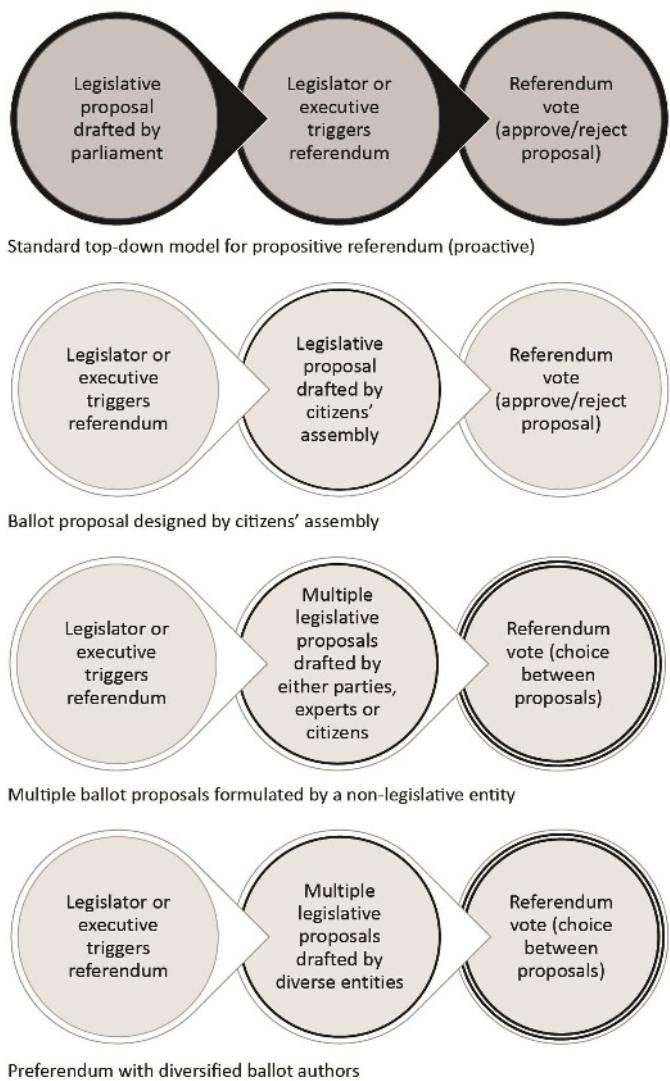 Legislative
proposal
drafted by
parliament
Legislator or
executive
triggers
referendum
Referendum
vote
(approve/reject
proposal)
Standard top-down model for propositive referendum (proactive)
Legislator or
executive
triggers
referendum
Legislative
proposal
drafted by
citizens’
assembly
Referendum
vote
(approve/reject
proposal)
Ballot proposal designed by citizens’ assembly
Legislator or
executive
triggers
referendum
Multiple
legislative
proposals
drafted by
either parties,
experts or
citizens
Referendum
vote (choice
between
proposals)
Multiple ballot proposals formulated by a non-legislative entity
Legislator or
executive
triggers
referendum
Multiple
legislative
proposals
drafted by
diverse entities
Referendum
vote (choice
between
proposals)
Preferendum with diversified ballot authors